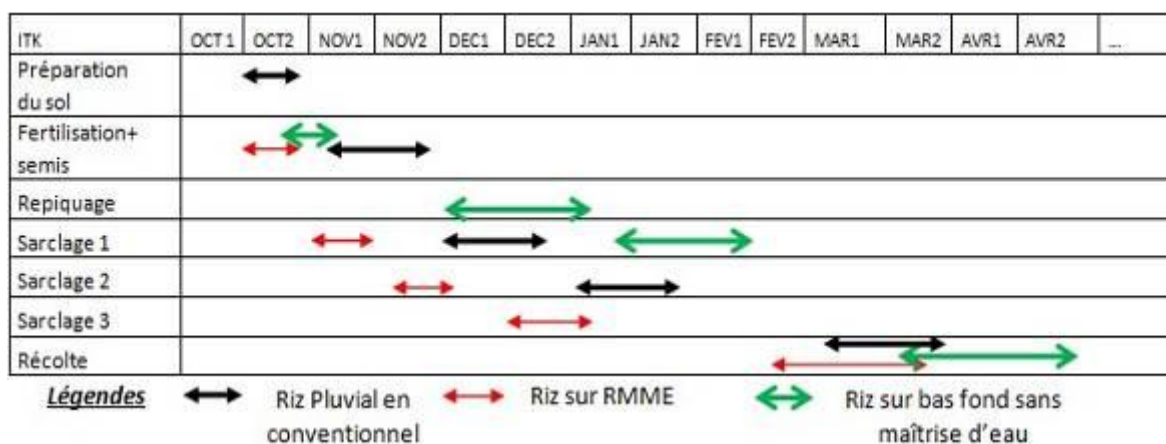 ITK OCT 1 OCT2 NOV1 NOV2 DEC1 DEC2 JAN1 JAN2 FEV1 FEV2 MAR1 MAR2 AVR1 AVR2 ...
Préparation
du sol
Fertilisation+
semis
Repiquage
Sarclage 1
Sarclage 2
Sarclage 3
Récolte
Légendes Riz Pluvial en Riz sur RMME Riz sur bas fond sans
conventionnel maîtrise d'eau